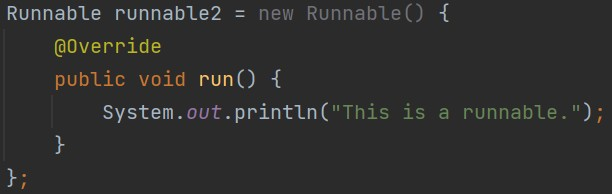 Runnable runnable2 = new Runnable() {
    @Override
    public void run() {
        System.out.println("This is a runnable.");
    }
};